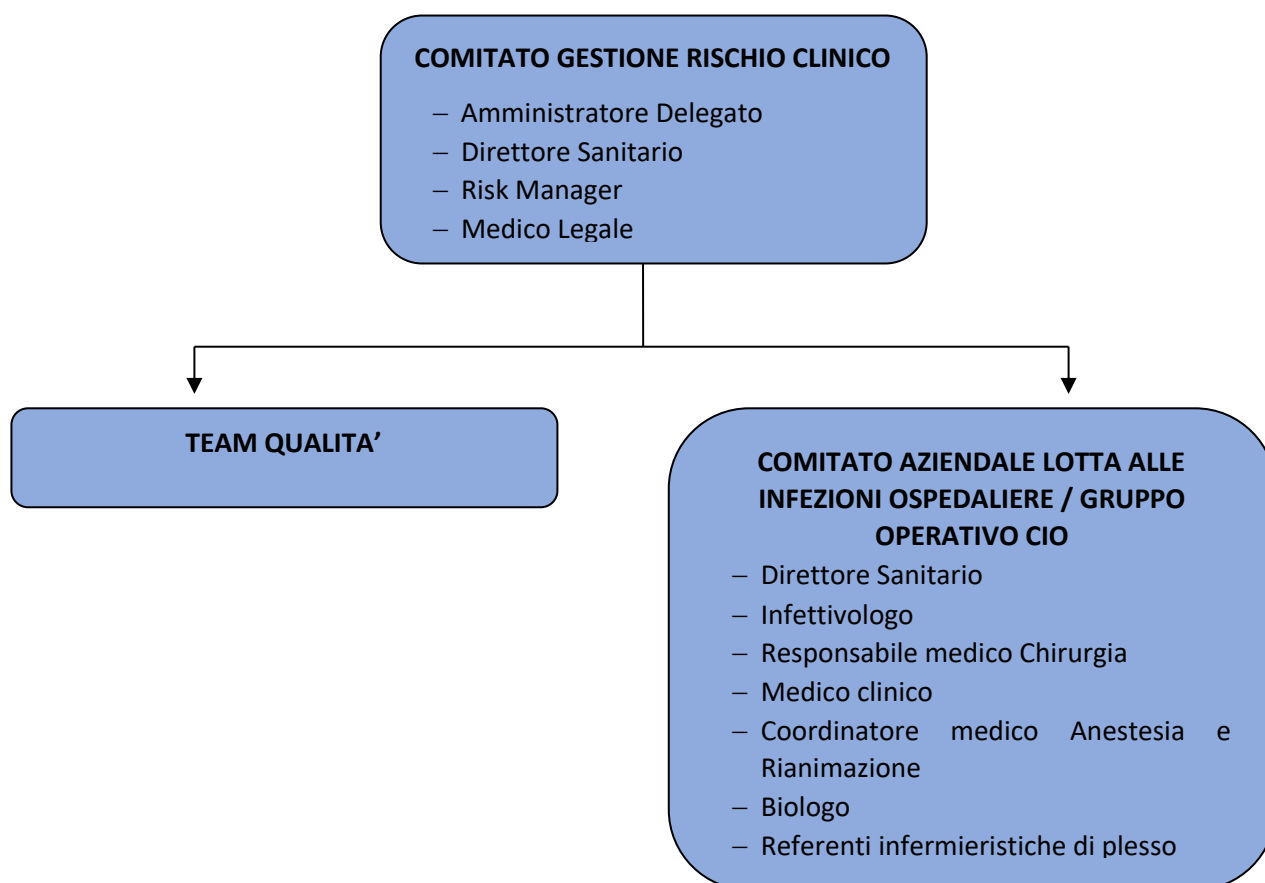 COMITATO GESTIONE RISCHIO CLINICO
− Amministratore Delegato
− Direttore Sanitario
− Risk Manager
− Medico Legale
TEAM QUALITA’
COMITATO AZIENDALE LOTTA ALLE
INFEZIONI OSPEDALIERE / GRUPPO
OPERATIVO CIO
− Direttore Sanitario
− Infettivologo
− Responsabile medico Chirurgia
− Medico clinico
− Coordinatore medico Anestesia e
Rianimazione
− Biologo
− Referenti infermieristiche di plesso